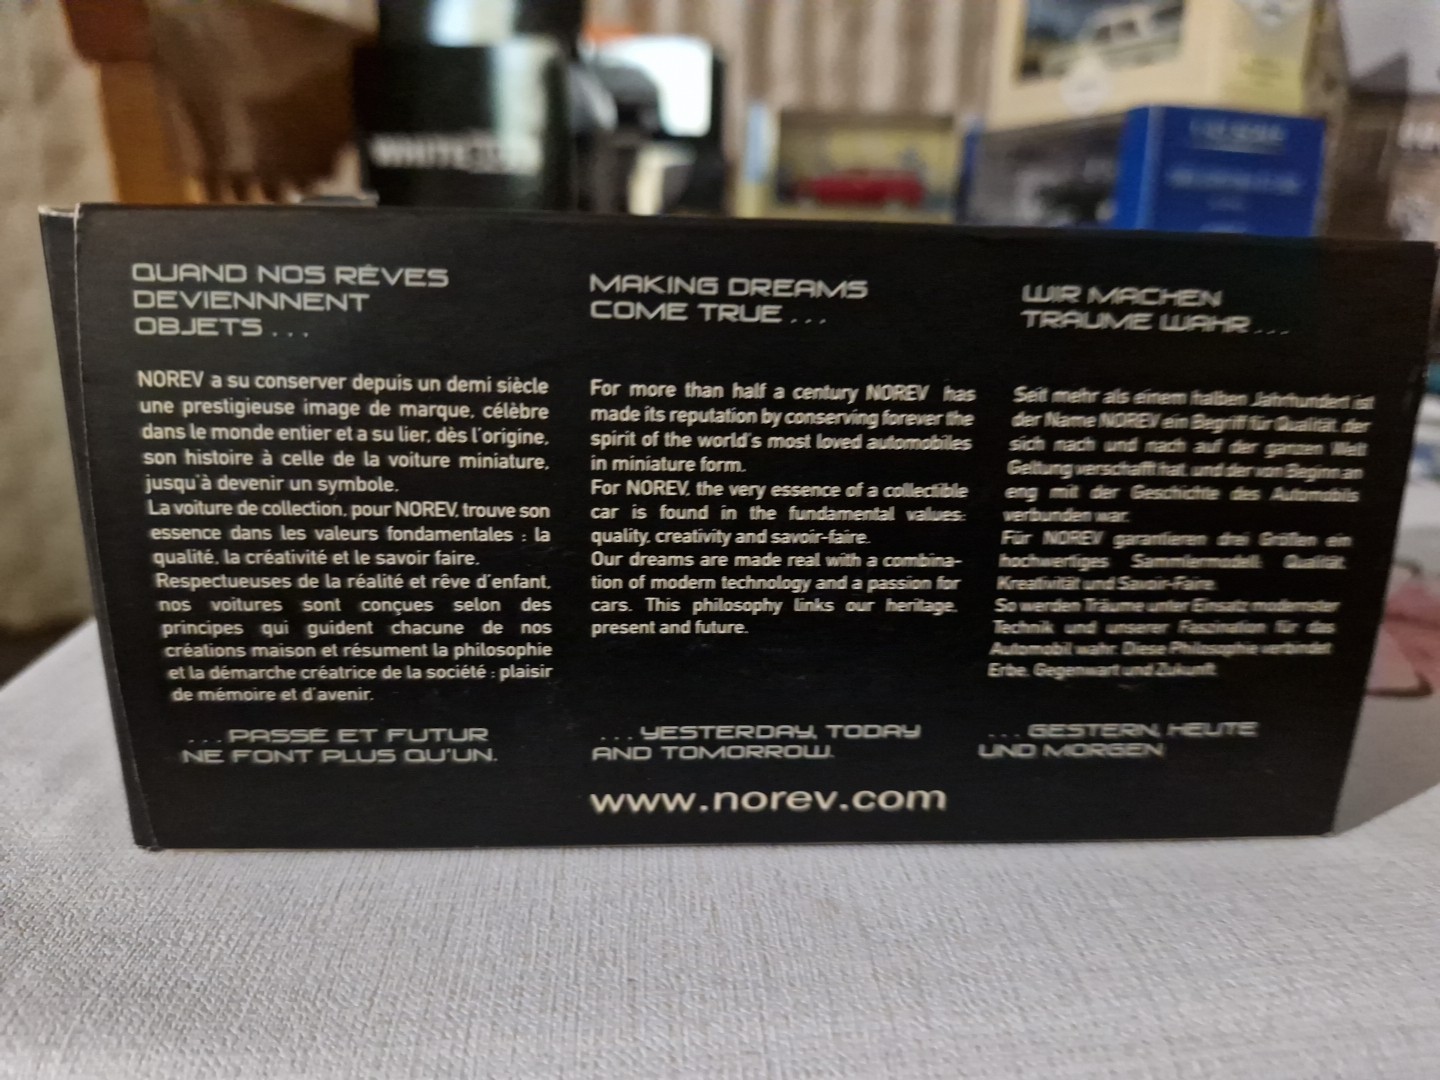 WHITE
QUAND NOS RÊVES
DEVIENNNENT
OBJETS . . .
NOREV a su conserver depuis un demi siècle
une prestigieuse image de marque, célèbre
dans le monde entier et a su lier, dès l'origine,
son histoire à celle de la voiture miniature,
jusqu'à devenir un symbole.
La voiture de collection, pour NOREV, trouve son
essence dans les valeurs fondamentales : la
qualité, la créativité et le savoir faire.
Respectueuses de la réalité et rêve d'enfant,
nos voitures sont conçues selon des
principes qui guident chacune de nos
créations maison et résument la philosophie
et la démarche créatrice de la société : plaisir
de mémoire et d'avenir.
. . . PASSÉ ET FUTUR
NE FONT PLUS QU'UN.
MAKING DREAMS
COME TRUE . . .
For more than half a century NOREV has
made its reputation by conserving forever the
spirit of the world's most loved automobiles
in miniature form.
For NOREV, the very essence of a collectible
car is found in the fundamental values:
quality, creativity and savoir-faire.
Our dreams are made real with a combina-
tion of modern technology and a passion for
cars. This philosophy links our heritage,
present and future.
. . . YESTERDAY, TODAY
AND TOMORROW.
WIR MACHEN
TRÄUME WAHR . . .
Seit mehr als einem halben Jahrhundert ist
der Name NOREV ein Begriff für Qualität, der
sich nach und nach auf der ganzen Welt
Geltung verschafft hat, und der von Beginn an
eng mit der Geschichte des Automobils
verbunden war.
Für NOREV garantieren drei Größen ein
hochwertiges Sammlermodell: Qualität,
Kreativität und Savoir-Faire.
So werden Träume unter Einsatz modernster
Technik und unserer Faszination für das
Automobil wahr. Diese Philosophie verbindet
Erbe, Gegenwart und Zukunft.
. . . GESTERN, HEUTE
UND MORGEN
www.norev.com